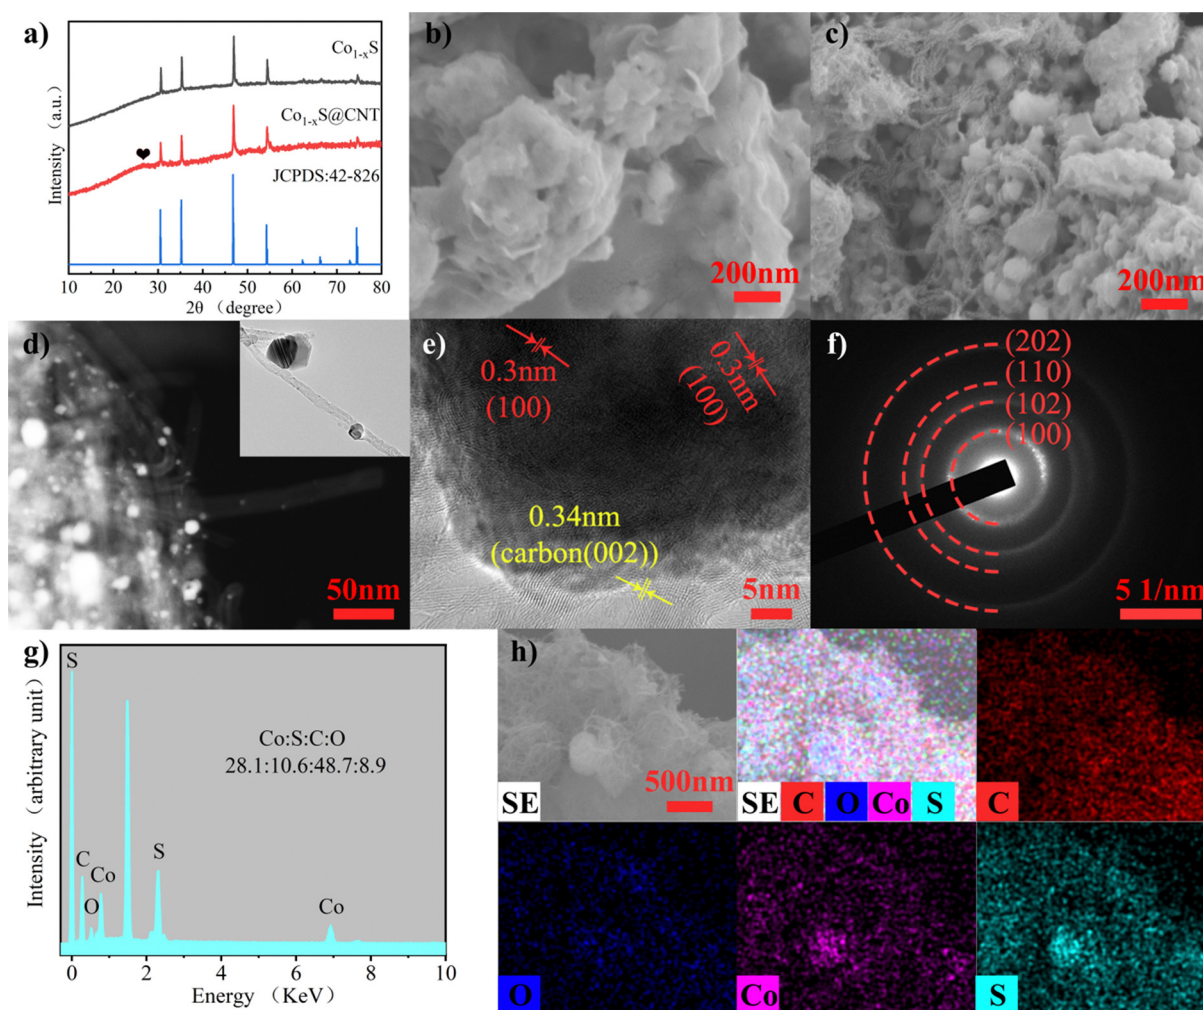 a)
Co1-xS
Co1-xS@CNT
JCPDS:42-826
Intensity (a.u.)
10 20 30 40 50 60 70 80
2θ (degree)
b)
200nm
c)
200nm
d)
50nm
e)
0.3nm
(100)
0.3nm
(100)
0.34nm
(carbon(002))
5nm
f)
(202)
(110)
(102)
(100)
5 1/nm
g)
S
C
O
Co
S
Co
Co:S:C:O
28.1:10.6:48.7:8.9
Intensity (arbitrary unit)
0 2 4 6 8 10
Energy (KeV)
h)
500nm
SE
SE C O Co S
C
O
Co
S